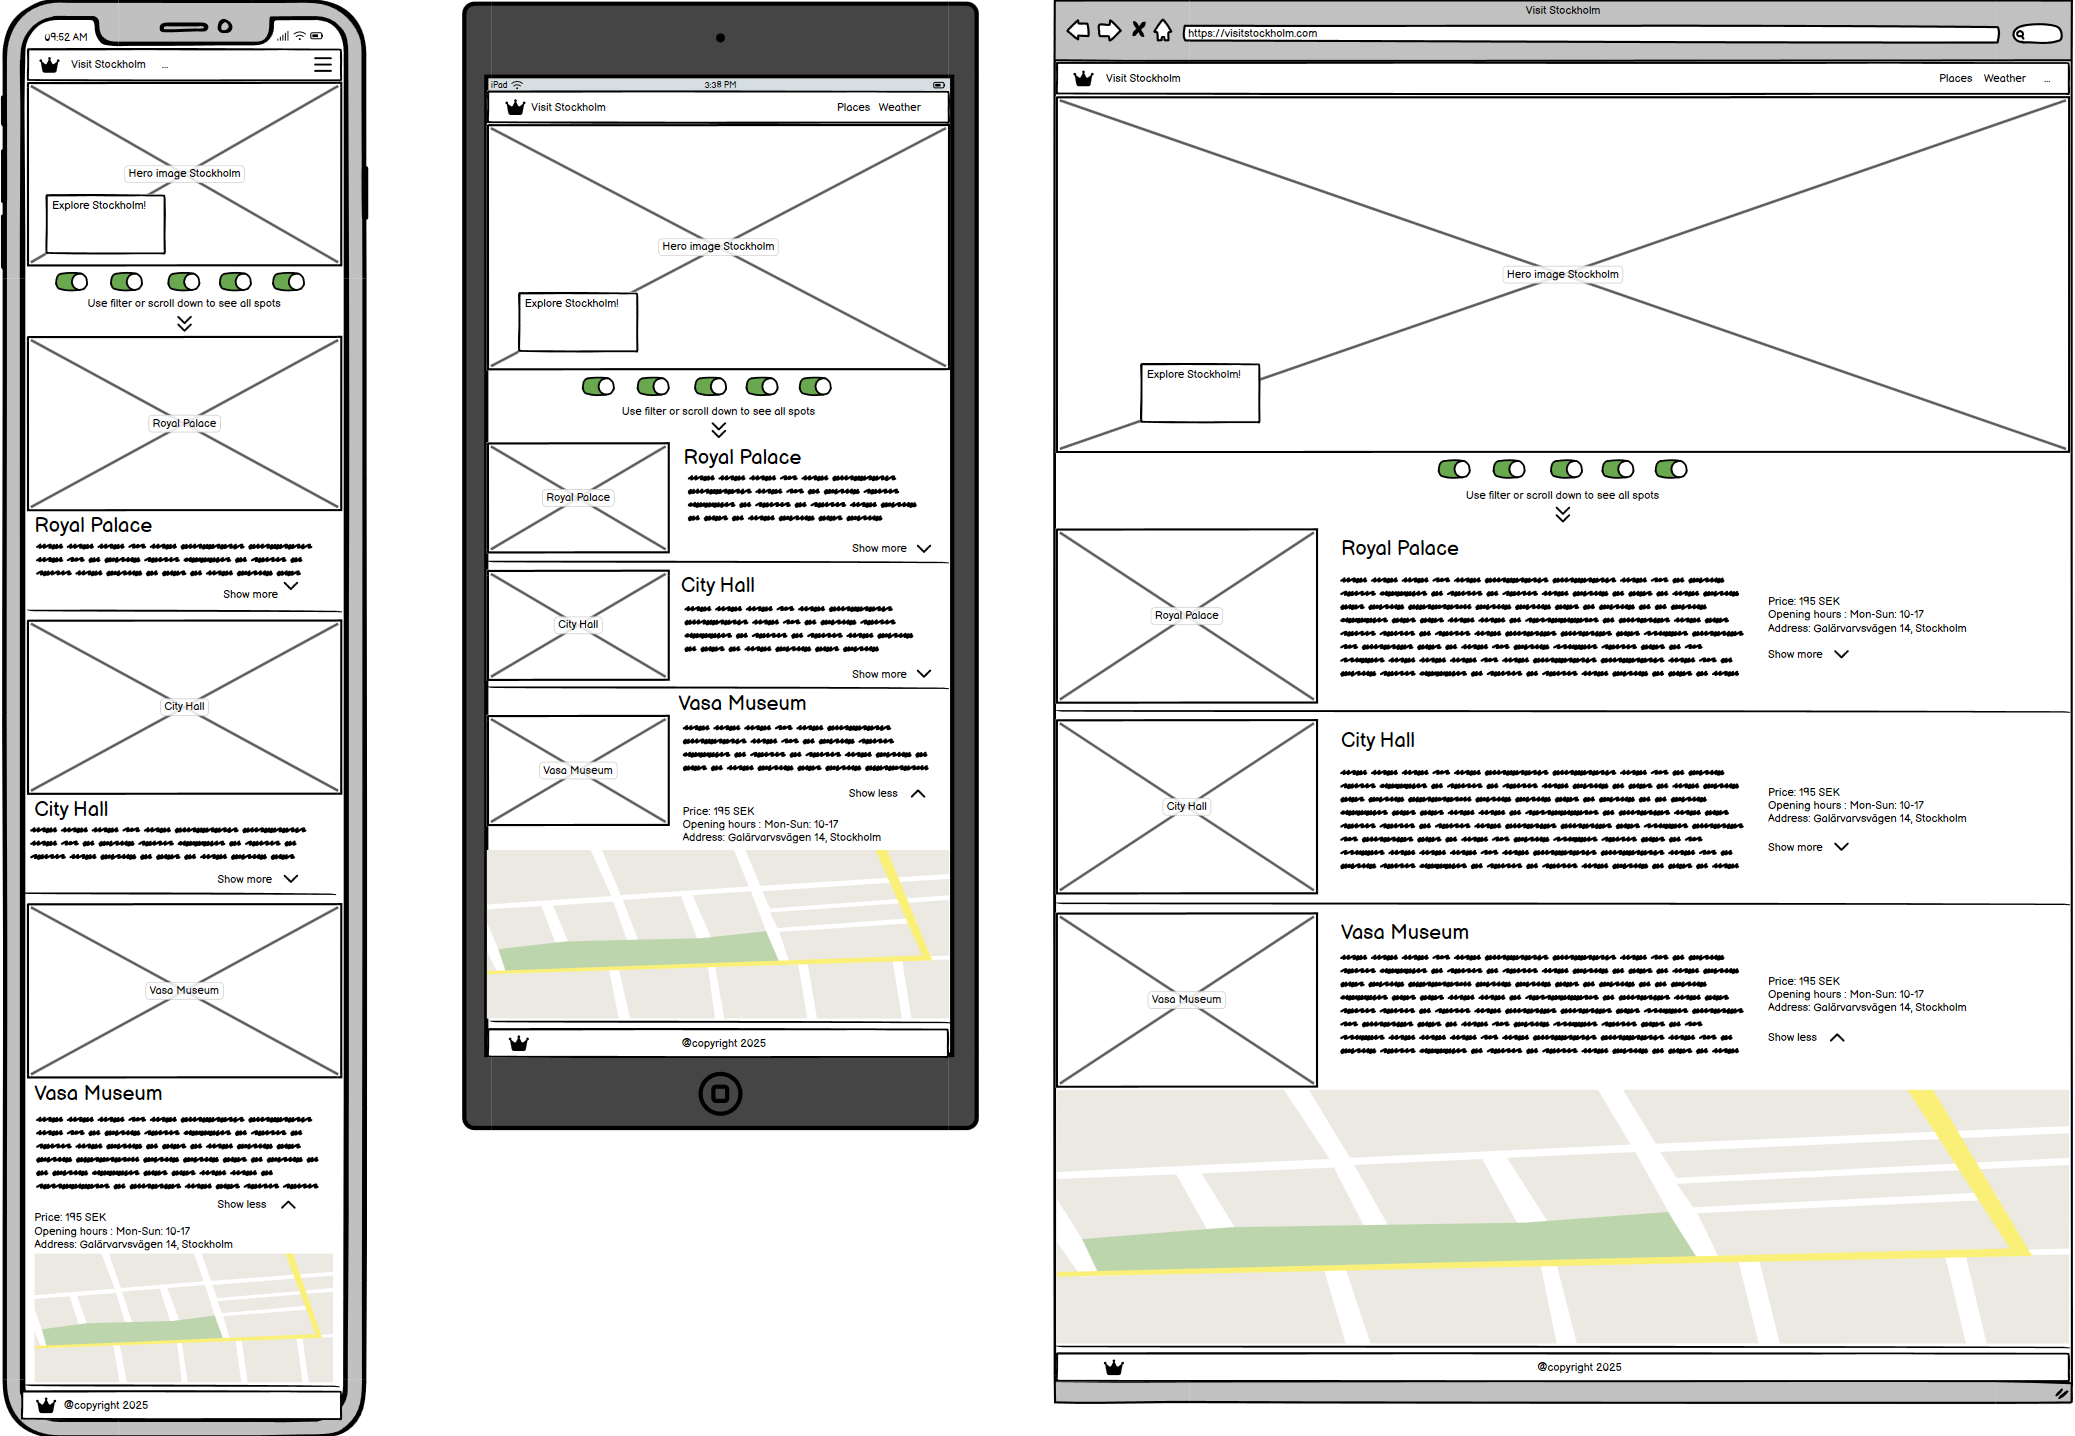 09:52 AM
Visit Stockholm ...
Hero image Stockholm
Explore Stockholm!
Use filter or scroll down to see all spots
Royal Palace
Royal Palace
Show more
City Hall
City Hall
Show more
Vasa Museum
Vasa Museum
Show less
Price: 195 SEK
Opening hours : Mon-Sun: 10-17
Address: Galärvarvsvägen 14, Stockholm
@copyright 2025
iPad 3:38 PM
Visit Stockholm Places Weather
Hero image Stockholm
Explore Stockholm!
Use filter or scroll down to see all spots
Royal Palace
Royal Palace
Show more
City Hall
City Hall
Show more
Vasa Museum
Vasa Museum
Show less
Price: 195 SEK
Opening hours : Mon-Sun: 10-17
Address: Galärvarvsvägen 14, Stockholm
@copyright 2025
Visit Stockholm
https://visitstockholm.com
Visit Stockholm Places Weather ...
Hero image Stockholm
Explore Stockholm!
Use filter or scroll down to see all spots
Royal Palace
Royal Palace
Price: 195 SEK
Opening hours : Mon-Sun: 10-17
Address: Galärvarvsvägen 14, Stockholm
Show more
City Hall
City Hall
Price: 195 SEK
Opening hours : Mon-Sun: 10-17
Address: Galärvarvsvägen 14, Stockholm
Show more
Vasa Museum
Vasa Museum
Price: 195 SEK
Opening hours : Mon-Sun: 10-17
Address: Galärvarvsvägen 14, Stockholm
Show less
@copyright 2025